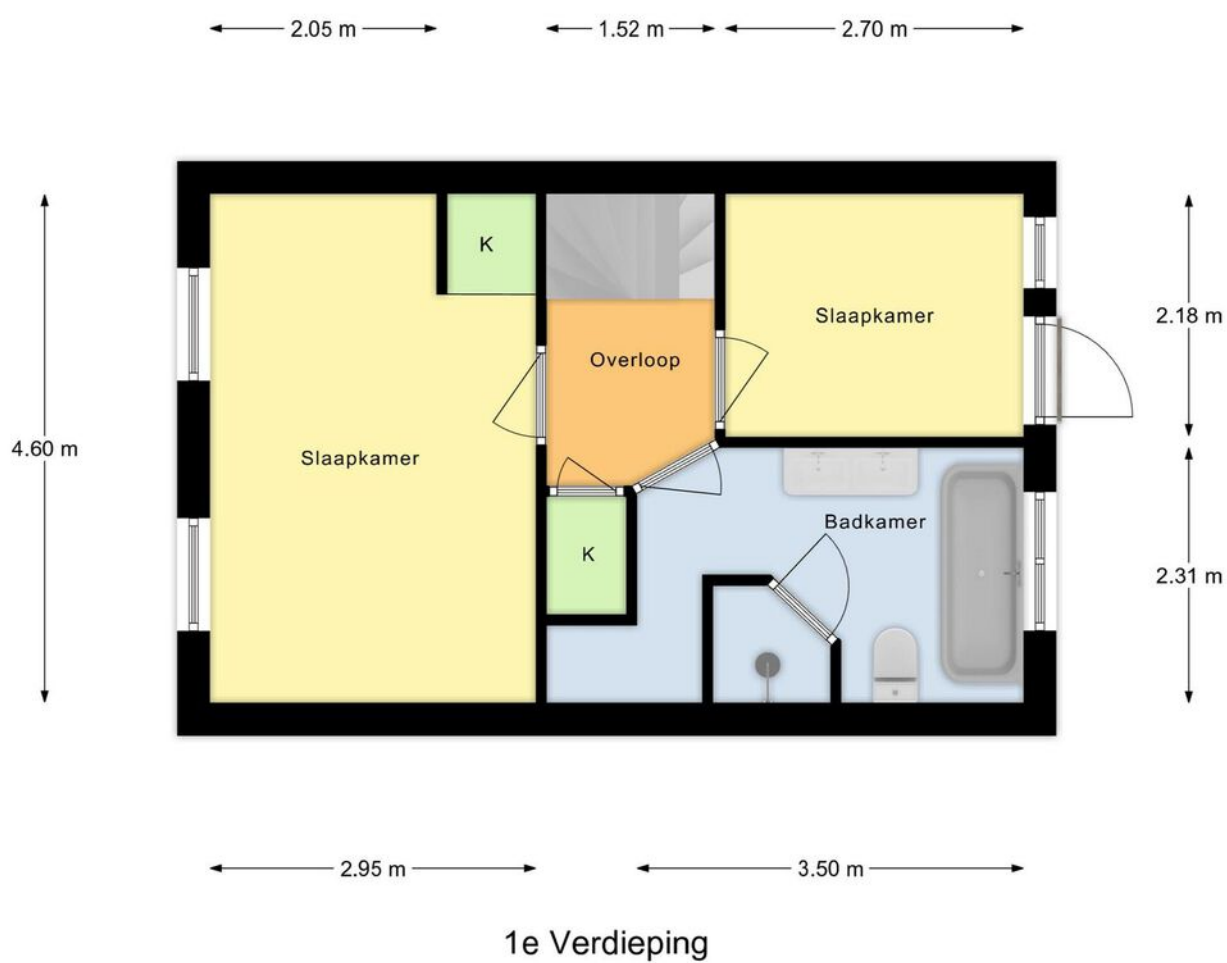 2.05 m
1.52 m
2.70 m
K
Slaapkamer
Overloop
2.18 m
4.60 m
Slaapkamer
Badkamer
K
2.31 m
2.95 m
3.50 m
1e Verdieping